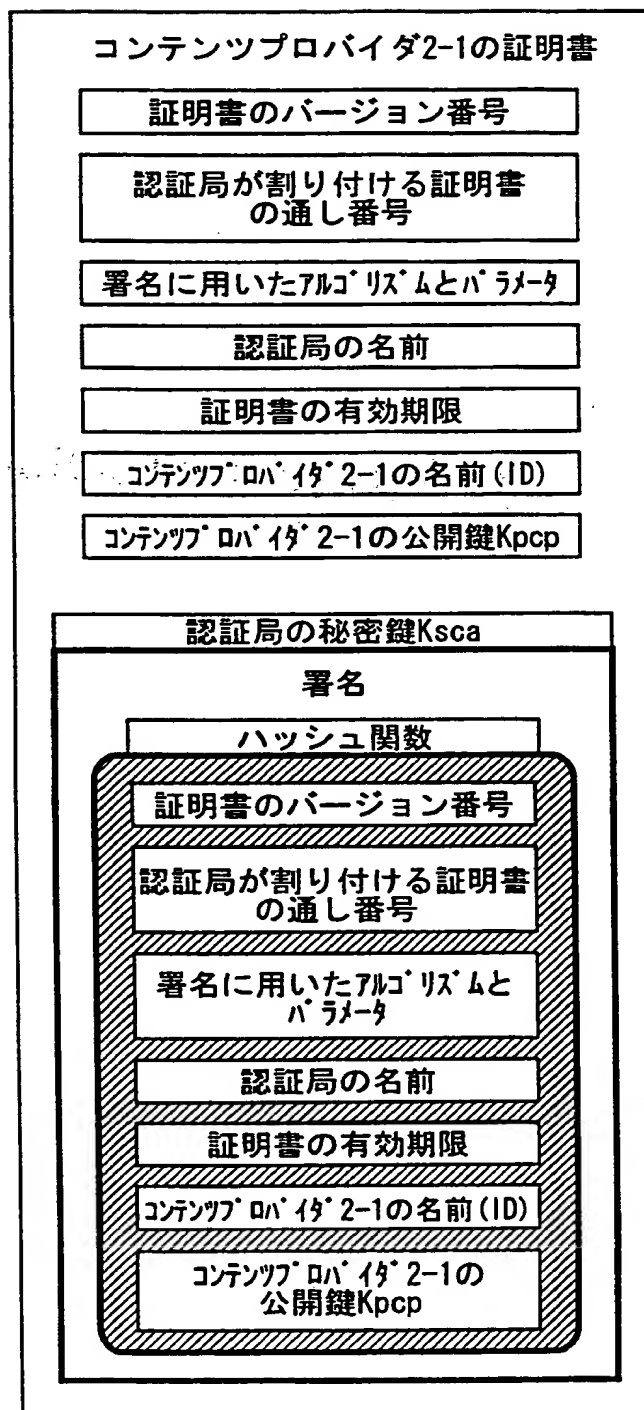 コンテンツプロバイダ2-1の証明書
証明書のバージョン番号
認証局が割り付ける証明書
の通し番号
署名に用いたｱﾙｺﾞﾘｽﾞﾑとﾊﾟﾗﾒｰﾀ
認証局の名前
証明書の有効期限
ｺﾝﾃﾝﾂﾌﾟﾛﾊﾞｲﾀﾞ2-1の名前(ID)
ｺﾝﾃﾝﾂﾌﾟﾛﾊﾞｲﾀﾞ2-1の公開鍵Kpcp
認証局の秘密鍵Ksca
署名
ハッシュ関数
証明書のバージョン番号
認証局が割り付ける証明書
の通し番号
署名に用いたｱﾙｺﾞﾘｽﾞﾑと
ﾊﾟﾗﾒｰﾀ
認証局の名前
証明書の有効期限
ｺﾝﾃﾝﾂﾌﾟﾛﾊﾞｲﾀﾞ2-1の名前(ID)
ｺﾝﾃﾝﾂﾌﾟﾛﾊﾞｲﾀﾞ2-1の
公開鍵Kpcp